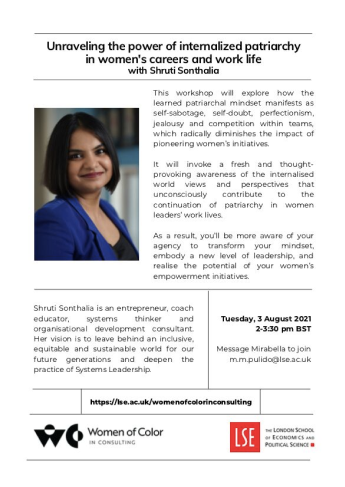 Unraveling the power of internalized patriarchy
in women's careers and work life
with Shruti Sonthalia
This workshop will explore how the
learned patriarchal mindset manifests as
self-sabotage, self-doubt, perfectionism,
jealousy and competition within teams,
which radically diminishes the impact of
pioneering women's initiatives.
It will invoke a fresh and thought-
provoking awareness of the internalised
world views and perspectives that
unconsciously contribute to the
continuation of patriarchy in women
leaders' work lives.
As a result, you'll be more aware of your
agency to transform your mindset,
embody a new level of leadership, and
realise the potential of your women's
empowerment initiatives.
Shruti Sonthalia is an entrepreneur, coach
educator, systems thinker and
organisational development consultant.
Her vision is to leave behind an inclusive,
equitable and sustainable world for our
future generations and deepen the
practice of Systems Leadership.
Tuesday, 3 August 2021
2-3:30 pm BST
Message Mirabella to join
m.m.pulido@lse.ac.uk
https://lse.ac.uk/womenofcolorinconsulting
WC
Women of Color
IN CONSULTING
LSE
THE LONDON SCHOOL
OF ECONOMICS AND
POLITICAL SCIENCE